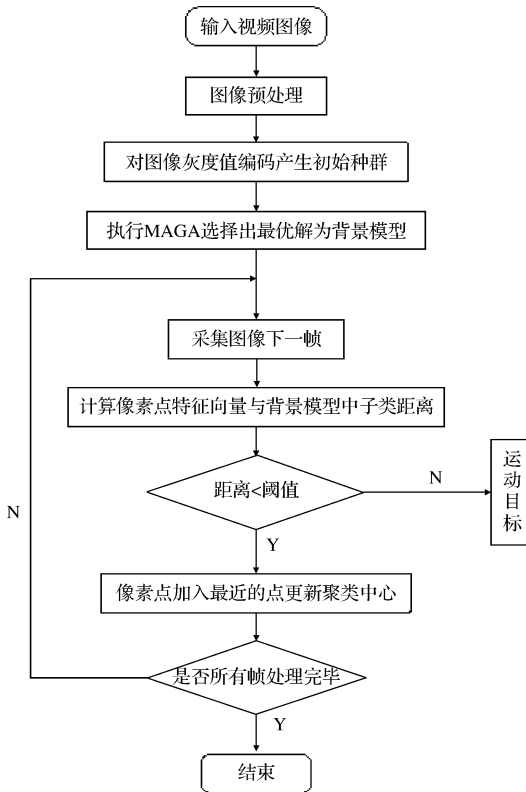 输入视频图像
图像预处理
对图像灰度值编码产生初始种群
执行MAGA选择出最优解为背景模型
采集图像下一帧
计算像素点特征向量与背景模型中子类距离
距离<阈值
N
运动目标
Y
像素点加入最近的点更新聚类中心
N
是否所有帧处理完毕
Y
结束